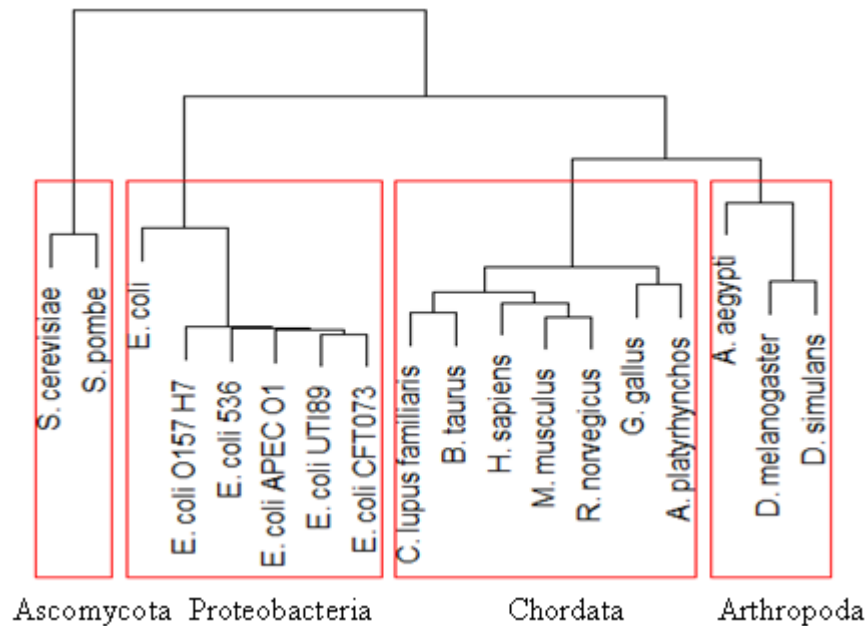 S. cerevisiae
S. pombe
E. coli
E. coli O157 H7
E. coli 536
E. coli APEC O1
E. coli UTI89
E. coli CFT073
C. lupus familiaris
B. taurus
H. sapiens
M. musculus
R. norvegicus
G. gallus
A. platyrhynchos
A. aegypti
D. melanogaster
D. simulans
Ascomycota Proteobacteria Chordata Arthropoda